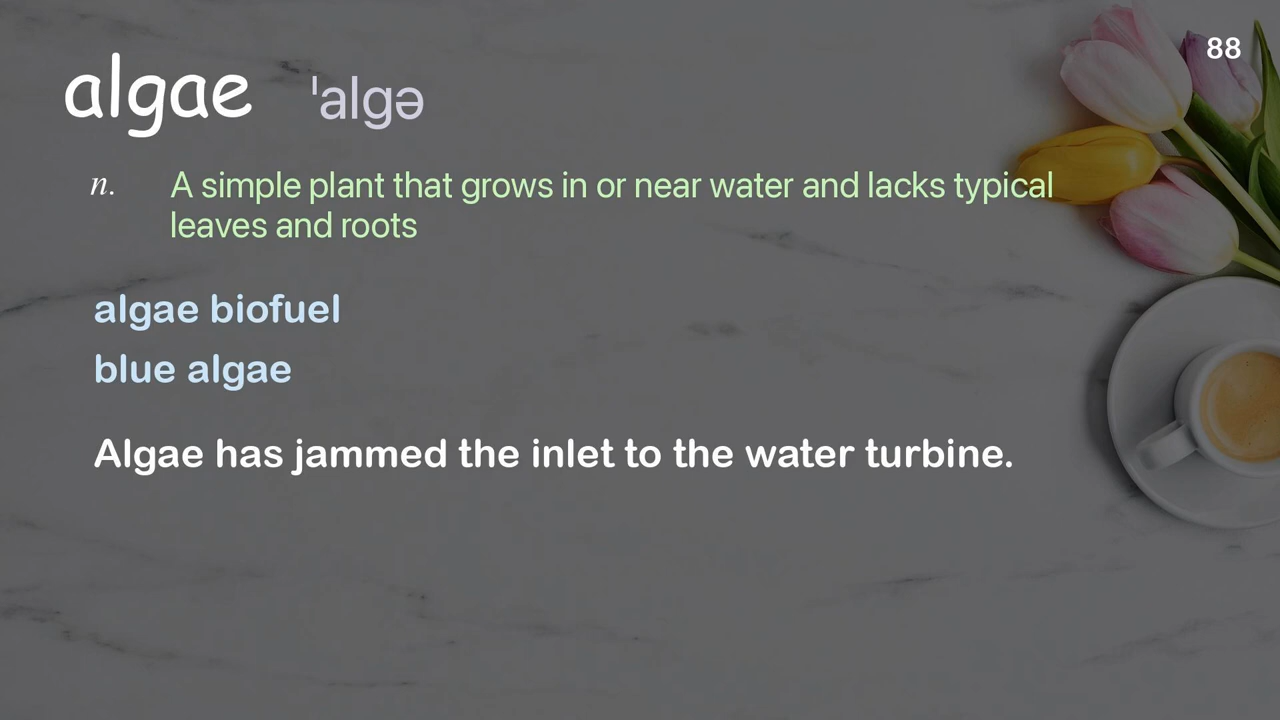 88
algae ˈalgə
n. A simple plant that grows in or near water and lacks typical
leaves and roots
algae biofuel
blue algae
Algae has jammed the inlet to the water turbine.